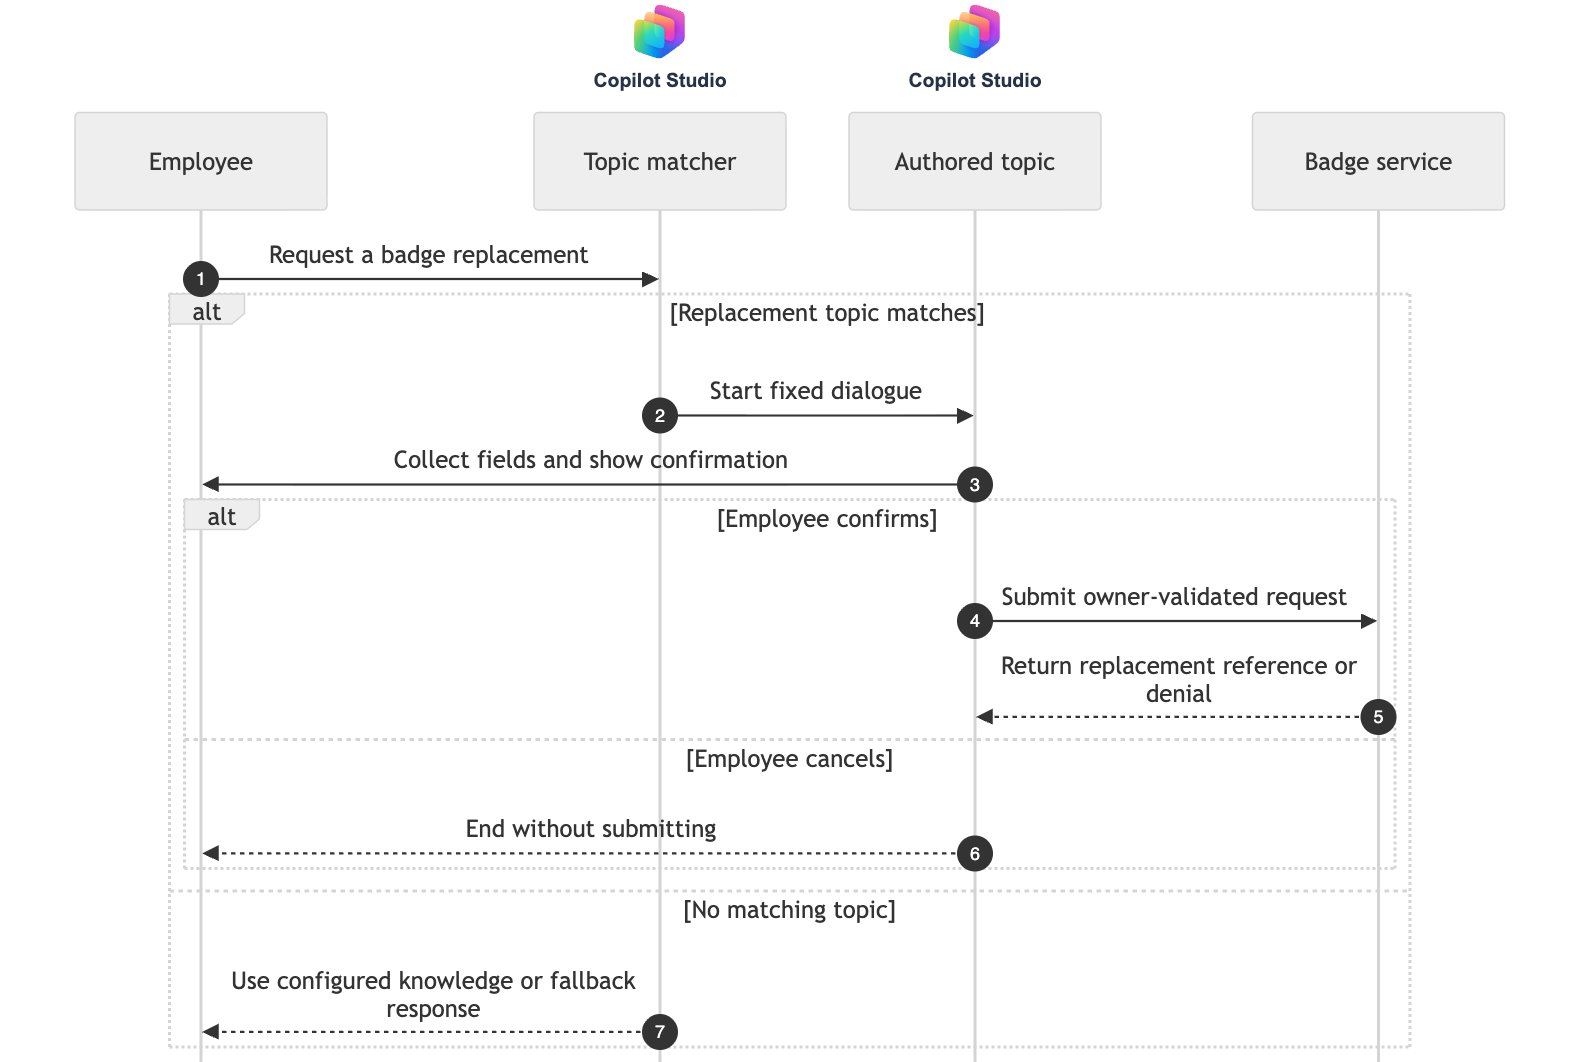 Copilot Studio
Copilot Studio
Employee
Topic matcher
Authored topic
Badge service
Request a badge replacement
1
alt
[Replacement topic matches]
Start fixed dialogue
2
Collect fields and show confirmation
3
alt
[Employee confirms]
Submit owner-validated request
4
Return replacement reference or
denial
5
[Employee cancels]
End without submitting
6
[No matching topic]
Use configured knowledge or fallback
response
7